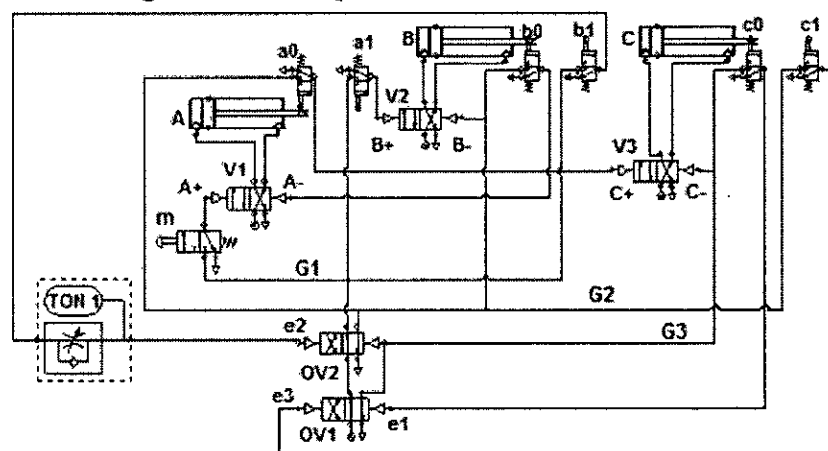 b0 b1 c0 c1
a0 a1 B C
V2
A B+ B-
V1 V3
A+ A- C+ C-
m
G1
TON 1 G2
e2 G3
OV2
e3
OV1 e1